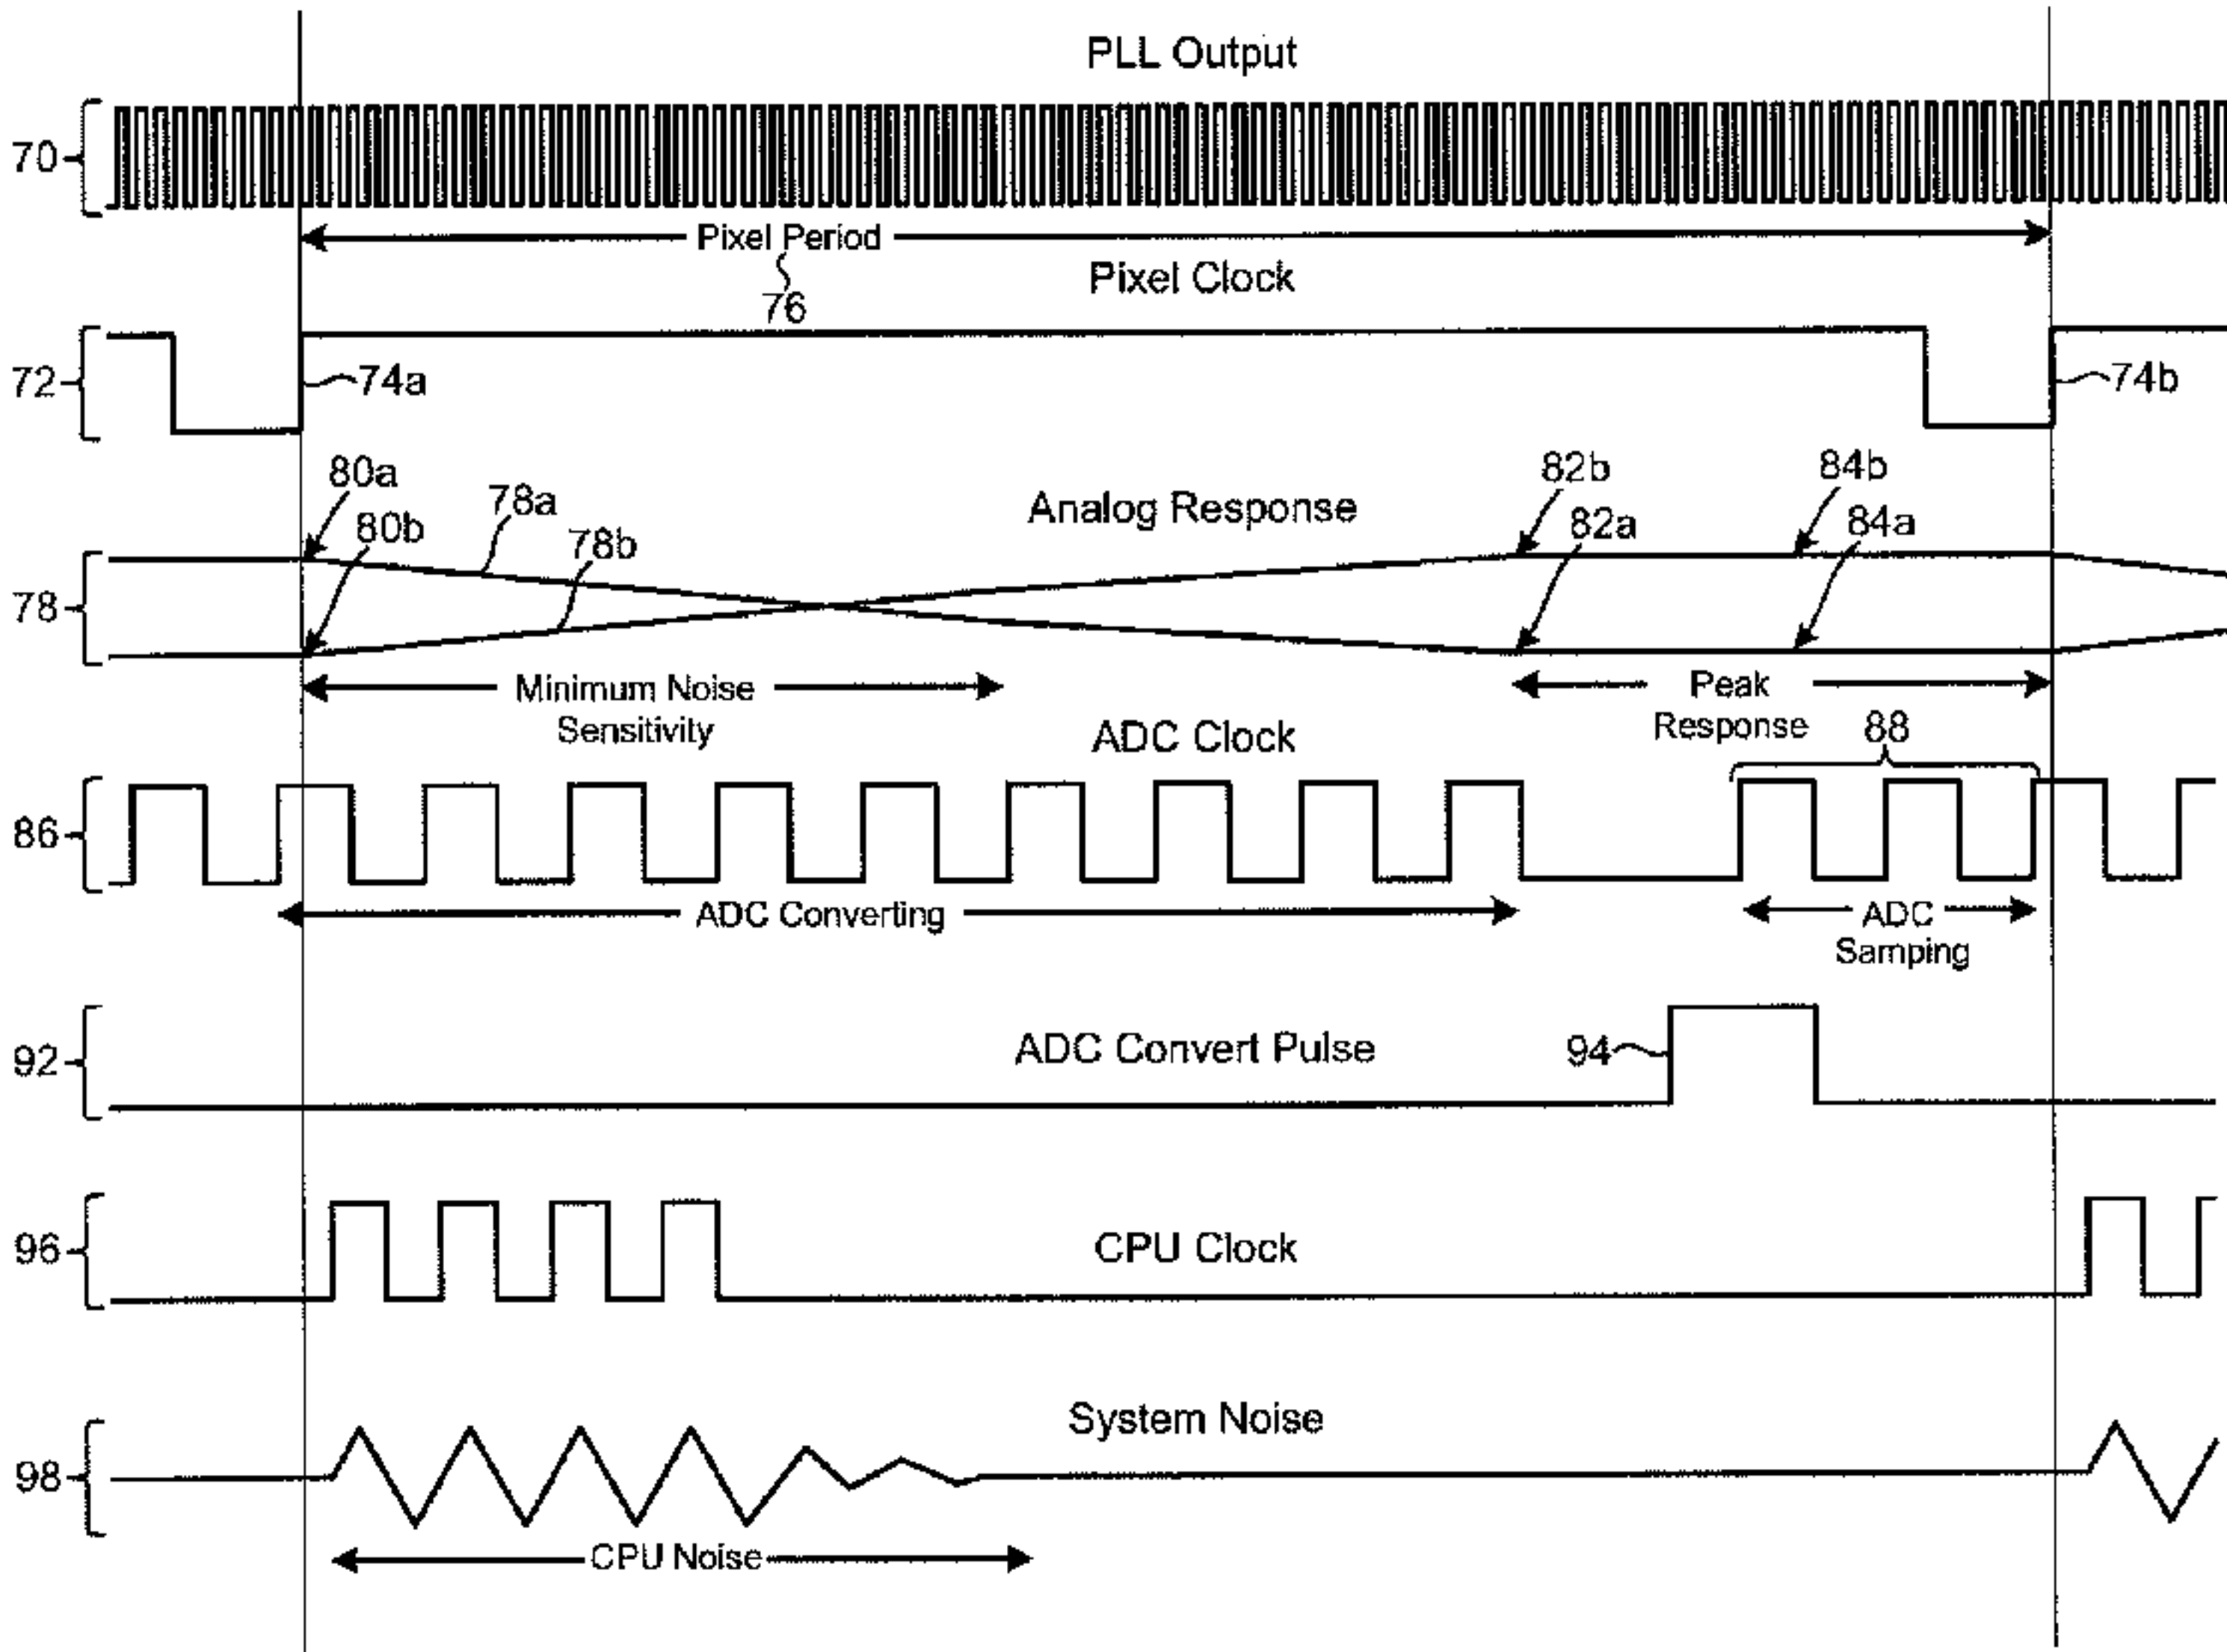 PLL Output
70
Pixel Period
76
Pixel Clock
72
74a
74b
80a
80b
78a
78b
Analog Response
82b
82a
84b
84a
78
Minimum Noise
Sensitivity
Peak
Response
88
ADC Clock
86
ADC Converting
ADC
Samping
92
ADC Convert Pulse
94
96
CPU Clock
System Noise
98
CPU Noise